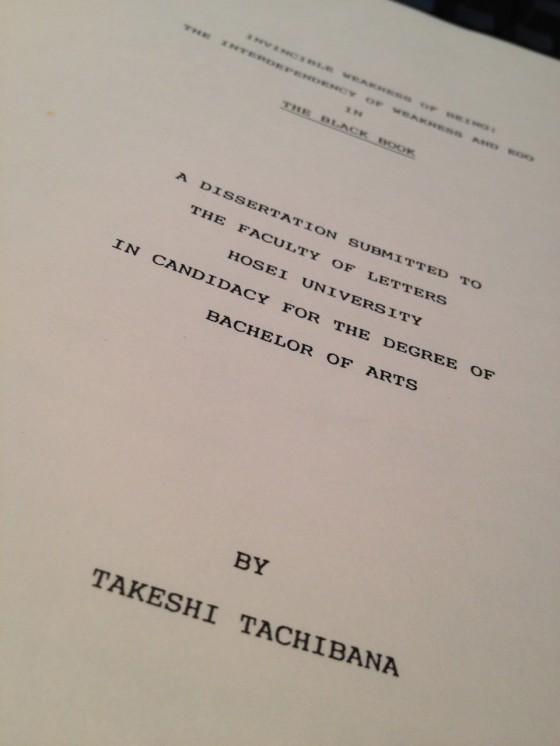 INVINCIBLE WEAKNESS OF BEING:
THE INTERDEPENDENCY OF WEAKNESS AND EGO
IN
THE BLACK BOOK
A DISSERTATION SUBMITTED TO
THE FACULTY OF LETTERS
HOSEI UNIVERSITY
IN CANDIDACY FOR THE DEGREE OF
BACHELOR OF ARTS
BY
TAKESHI TACHIBANA